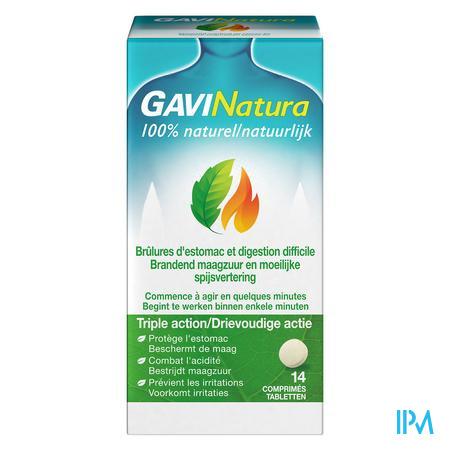 GAVINatura
100% naturel/natuurlijk
Brûlures d'estomac et digestion difficile
Brandend maagzuur en moeilijke
spijsvertering
Commence à agir en quelques minutes
Begint te werken binnen enkele minuten
Triple action/Drievoudige actie
Protège l'estomac
Beschermt de maag
Combat l'acidité
Bestrijdt maagzuur
Prévient les irritations
Voorkomt irritaties
14
COMPRIMÉS
TABLETTEN
IPM